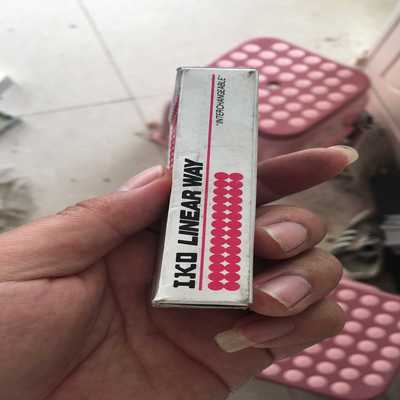 IKO LINEAR WAY
"INTERCHANGEABLE"